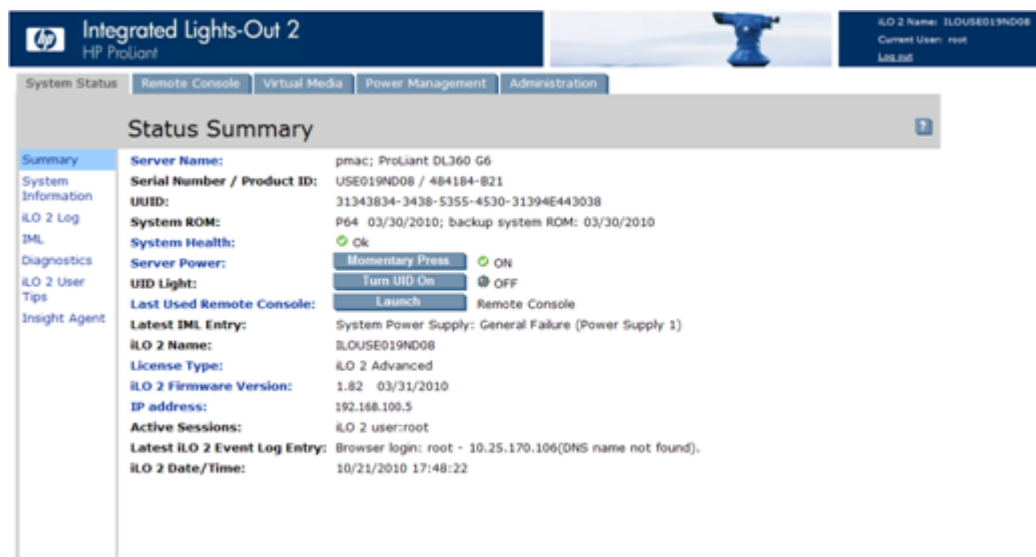 hp
Integrated Lights-Out 2
HP ProLiant
iLO 2 Name: ILOUSE019ND08
Current User: root
Log out
System Status Remote Console Virtual Media Power Management Administration
Status Summary
?
Summary
System Information
iLO 2 Log
IML
Diagnostics
iLO 2 User Tips
Insight Agent
Server Name: pmac; ProLiant DL360 G6
Serial Number / Product ID: USE019ND08 / 484184-B21
UUID: 31343834-3438-5355-4530-31394E443038
System ROM: P64 03/30/2010; backup system ROM: 03/30/2010
System Health: Ok
Server Power: Momentary Press ON
UID Light: Turn UID On OFF
Last Used Remote Console: Launch Remote Console
Latest IML Entry: System Power Supply: General Failure (Power Supply 1)
iLO 2 Name: ILOUSE019ND08
License Type: iLO 2 Advanced
iLO 2 Firmware Version: 1.82 03/31/2010
IP address: 192.168.100.5
Active Sessions: iLO 2 user:root
Latest iLO 2 Event Log Entry: Browser login: root - 10.25.170.106(DNS name not found).
iLO 2 Date/Time: 10/21/2010 17:48:22